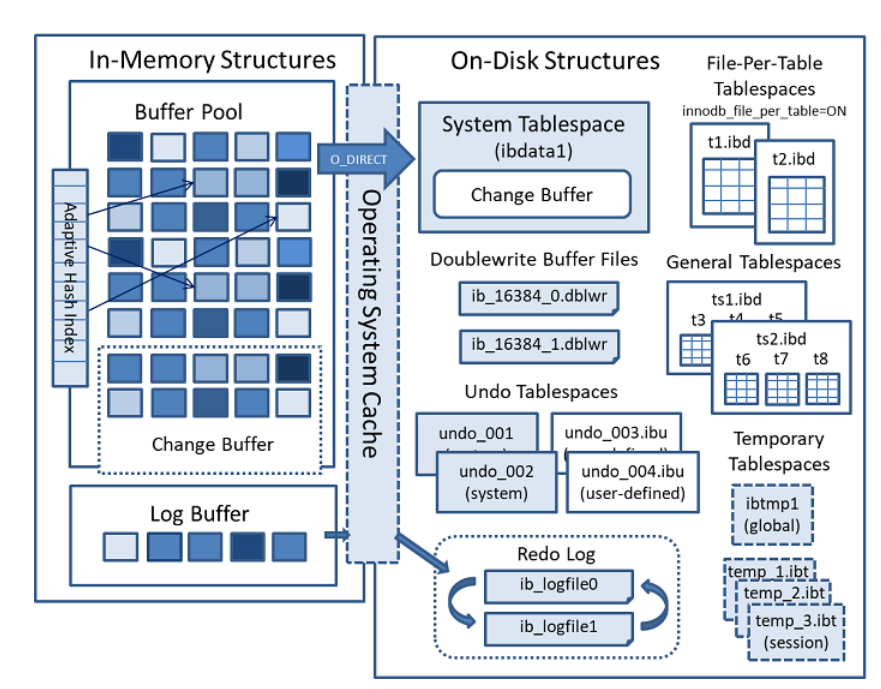 In-Memory Structures
Buffer Pool
Adaptive Hash Index
Change Buffer
Log Buffer
O_DIRECT
Operating System Cache
On-Disk Structures
System Tablespace
(ibdata1)
Change Buffer
Doublewrite Buffer Files
ib_16384_0.dblwr
ib_16384_1.dblwr
Undo Tablespaces
undo_001
undo_002
(system)
undo_003.ibu
undo_004.ibu
(user-defined)
Redo Log
ib_logfile0
ib_logfile1
File-Per-Table
Tablespaces
innodb_file_per_table=ON
t1.ibd
t2.ibd
General Tablespaces
ts1.ibd
t3 t4 t5
ts2.ibd
t6 t7 t8
Temporary
Tablespaces
ibtmp1
(global)
temp_1.ibt
temp_2.ibt
temp_3.ibt
(session)